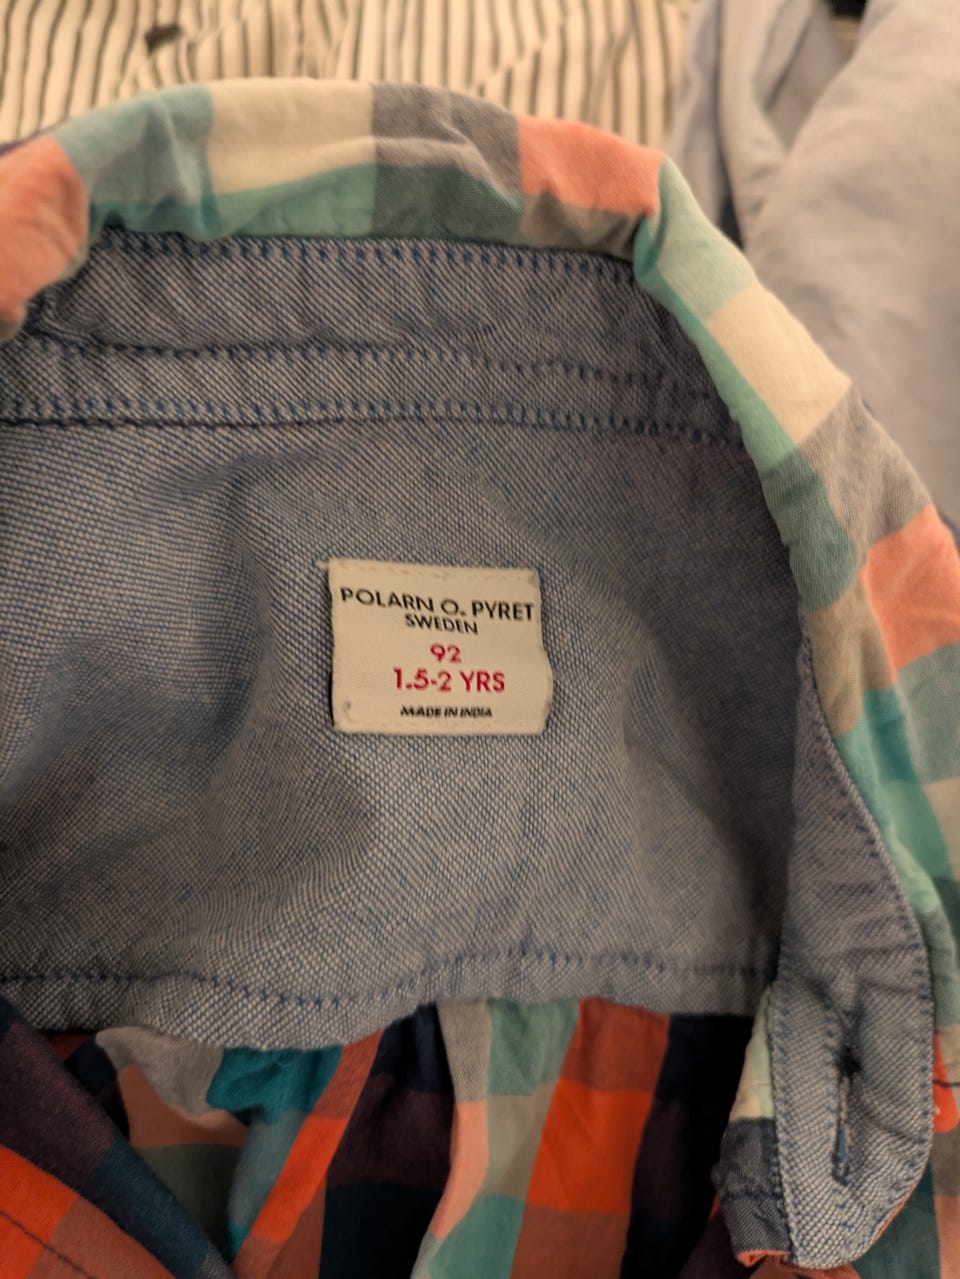 POLARN O. PYRET
SWEDEN
92
1.5-2 YRS
MADE IN INDIA